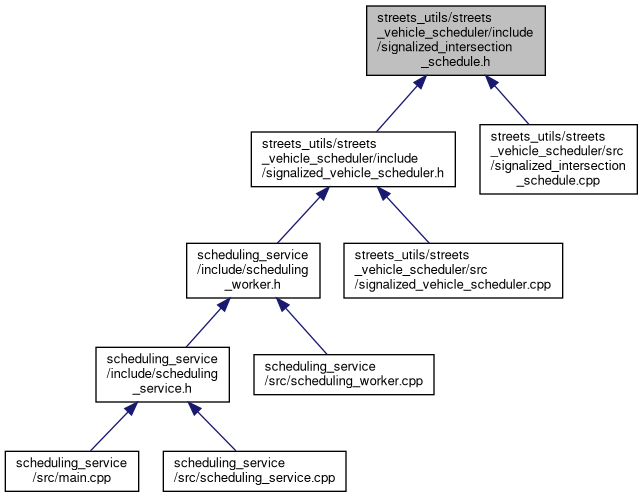 streets_utils/streets
_vehicle_scheduler/include
/signalized_intersection
_schedule.h
streets_utils/streets
_vehicle_scheduler/include
/signalized_vehicle_scheduler.h
streets_utils/streets
_vehicle_scheduler/src
/signalized_intersection
_schedule.cpp
scheduling_service
/include/scheduling
_worker.h
streets_utils/streets
_vehicle_scheduler/src
/signalized_vehicle_scheduler.cpp
scheduling_service
/include/scheduling
_service.h
scheduling_service
/src/scheduling_worker.cpp
scheduling_service
/src/main.cpp
scheduling_service
/src/scheduling_service.cpp